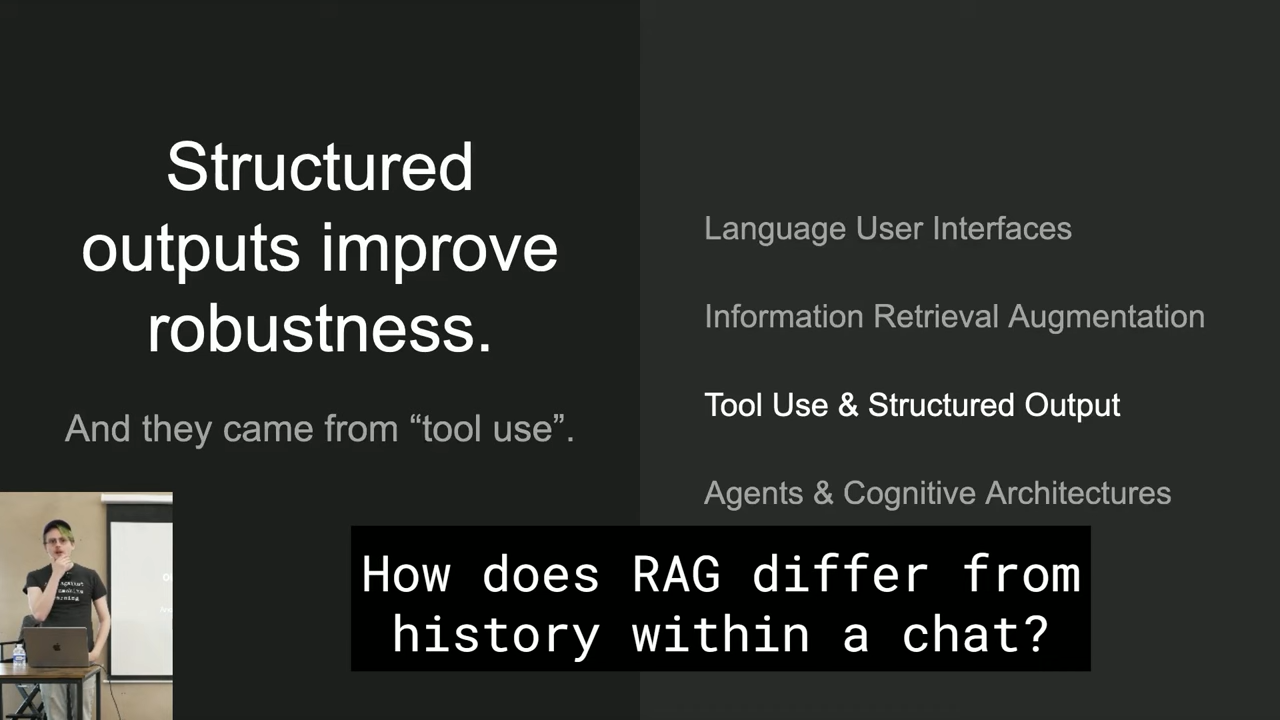 Structured
outputs improve
robustness.
And they came from “tool use”.
Language User Interfaces
Information Retrieval Augmentation
Tool Use & Structured Output
Agents & Cognitive Architectures
How does RAG differ from
history within a chat?